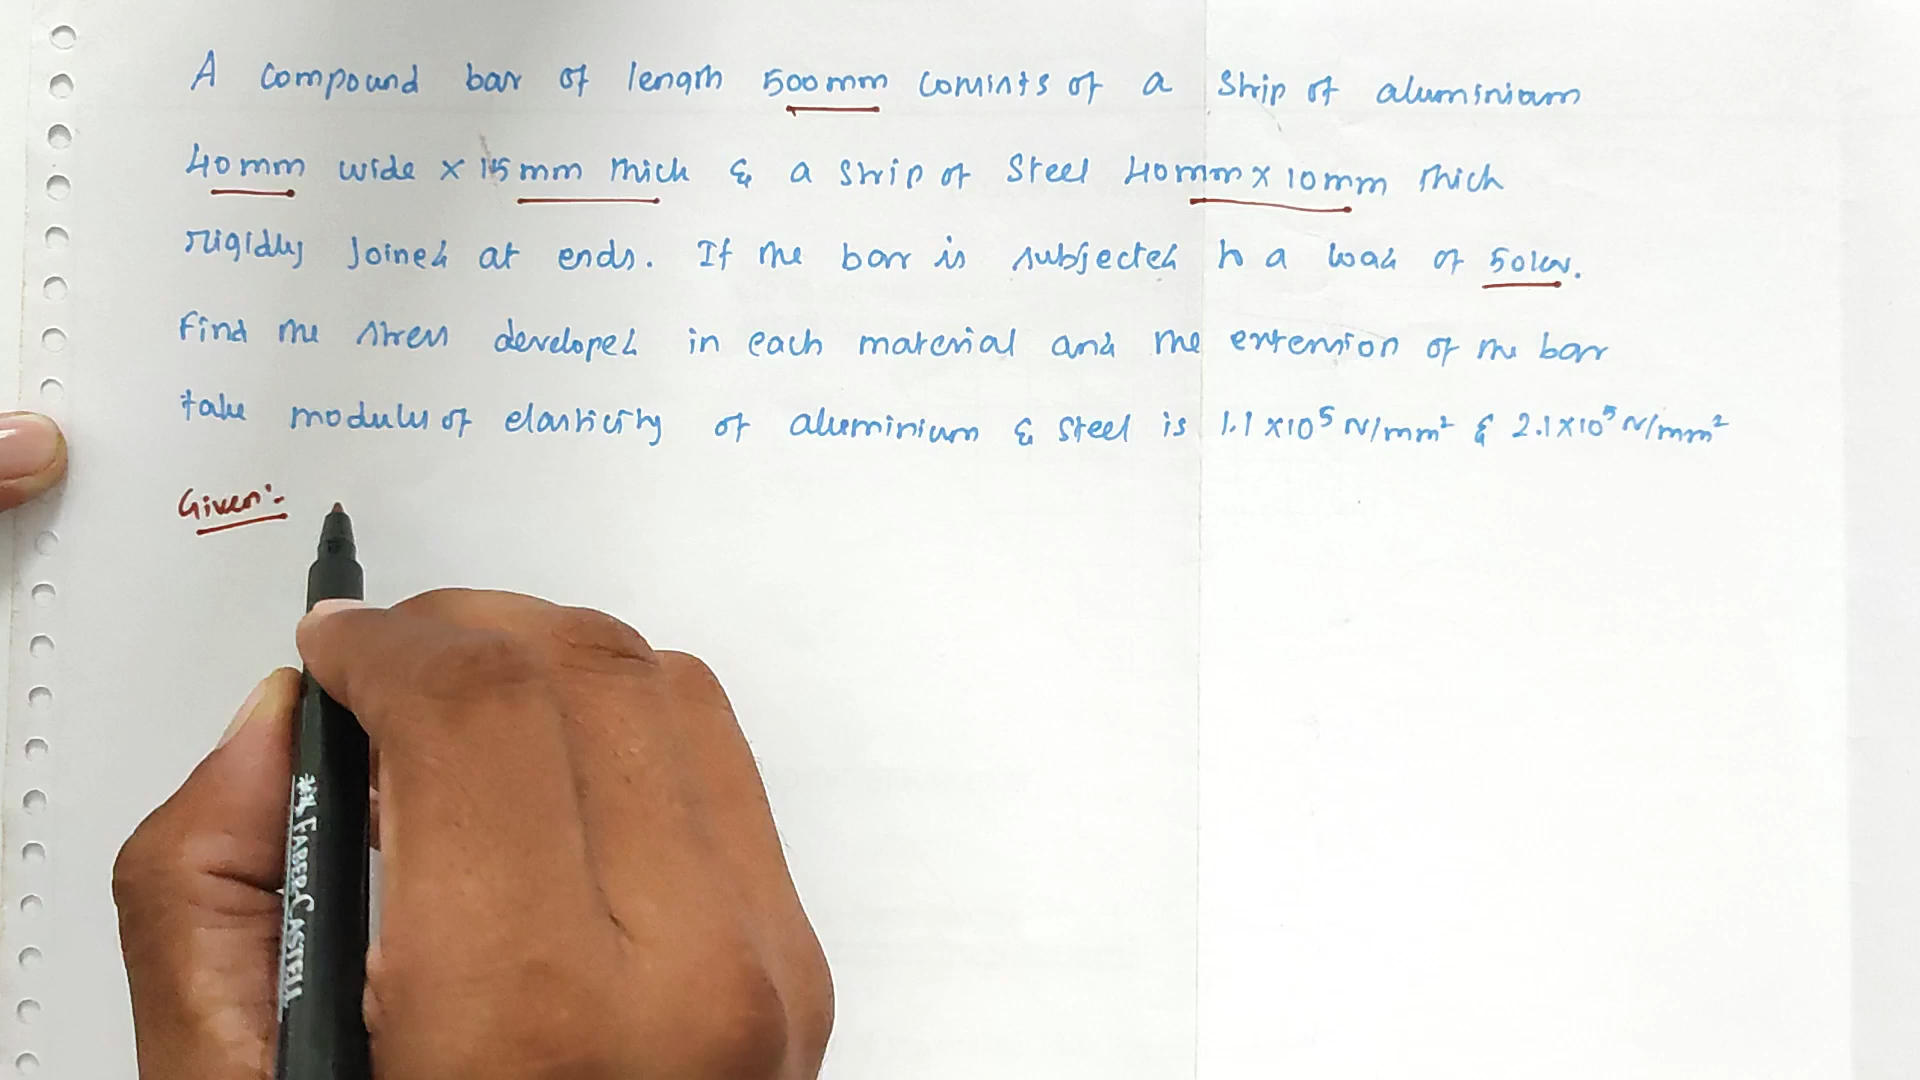 A compound bar of length 500mm consists of a strip of aluminium
40mm wide x 15mm thick & a strip of Steel 40mm x 10mm thick
rigidly Joined at ends. If the bar is subjected to a load of 50kN.
Find the stress developed in each material and the extension of the bar
take modulus of elasticity of aluminium & Steel is 1.1 x10⁵ N/mm² & 2.1x10⁵ N/mm²
Given:-
FABER-CASTELL